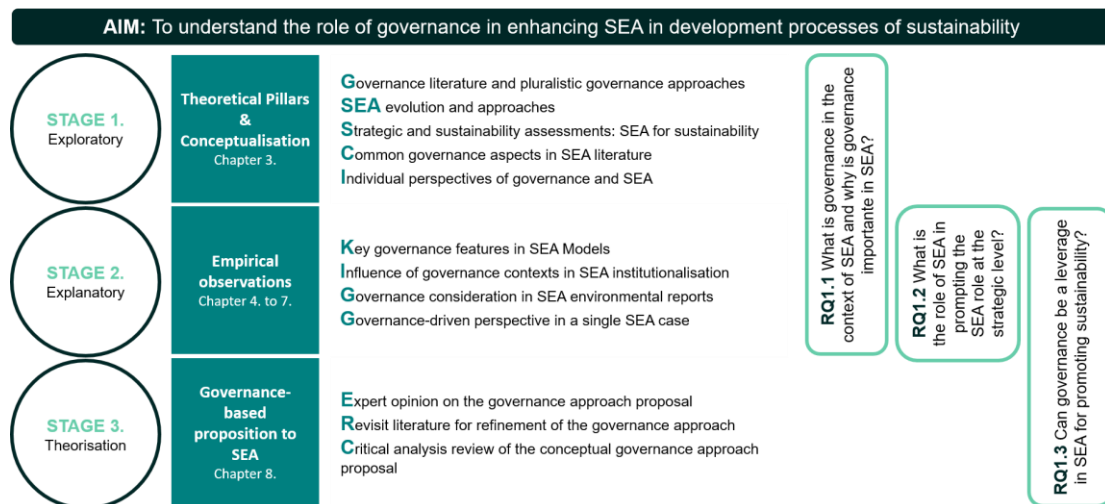 AIM: To understand the role of governance in enhancing SEA in development processes of sustainability
STAGE 1.
Exploratory
Theoretical Pillars
&
Conceptualisation
Chapter 3.
Governance literature and pluralistic governance approaches
SEA evolution and approaches
Strategic and sustainability assessments: SEA for sustainability
Common governance aspects in SEA literature
Individual perspectives of governance and SEA
STAGE 2.
Explanatory
Empirical
observations
Chapter 4. to 7.
Key governance features in SEA Models
Influence of governance contexts in SEA institutionalisation
Governance consideration in SEA environmental reports
Governance-driven perspective in a single SEA case
STAGE 3.
Theorisation
Governance-
based
proposition to
SEA
Chapter 8.
Expert opinion on the governance approach proposal
Revisit literature for refinement of the governance approach
Critical analysis review of the conceptual governance approach
proposal
RQ1.1 What is governance in the
context of SEA and why is governance
importante in SEA?
RQ1.2 What is
the role of SEA in
prompting the
SEA role at the
strategic level?
RQ1.3 Can governance be a leverage
in SEA for promoting sustainability?